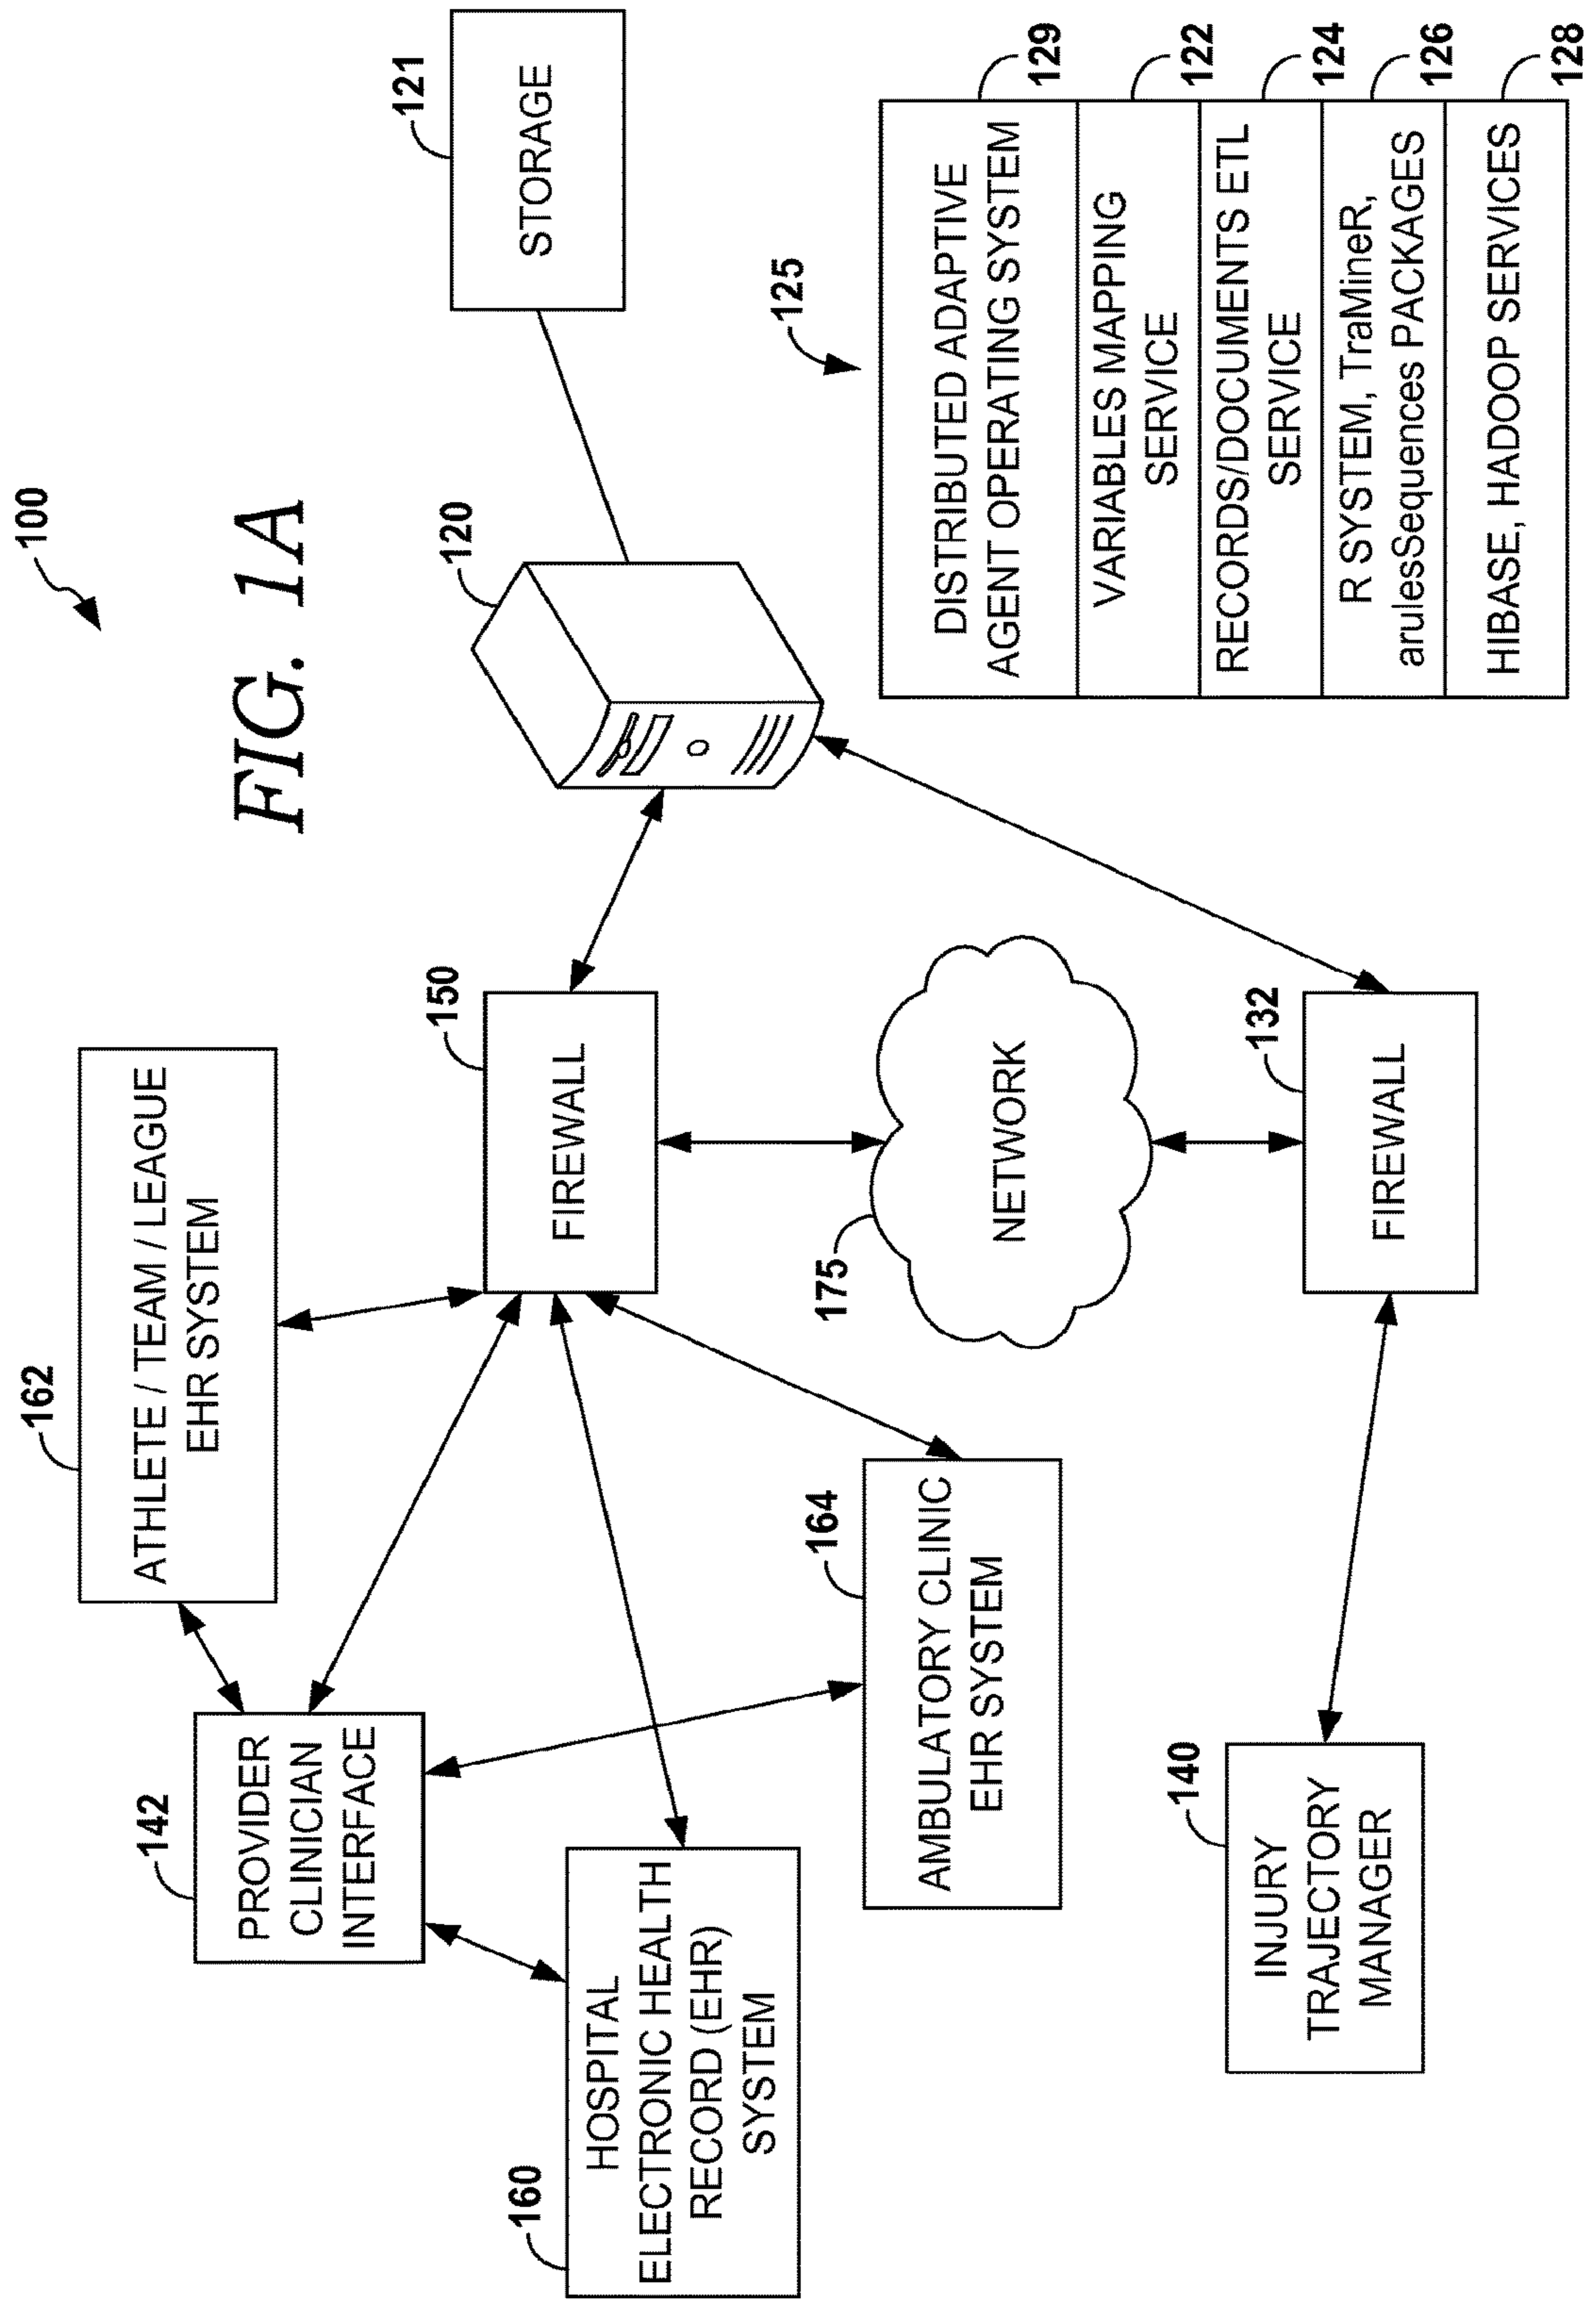 100
FIG. 1A
162
ATHLETE / TEAM / LEAGUE
EHR SYSTEM
142
PROVIDER
CLINICIAN
INTERFACE
150
FIREWALL
120
121
STORAGE
160
HOSPITAL
ELECTRONIC HEALTH
RECORD (EHR)
SYSTEM
164
AMBULATORY CLINIC
EHR SYSTEM
175
NETWORK
125
DISTRIBUTED ADAPTIVE
AGENT OPERATING SYSTEM
129
VARIABLES MAPPING
SERVICE
122
RECORDS/DOCUMENTS ETL
SERVICE
124
R SYSTEM, TraMineR,
arulesSequences PACKAGES
126
HIBASE, HADOOP SERVICES
128
140
INJURY
TRAJECTORY
MANAGER
132
FIREWALL